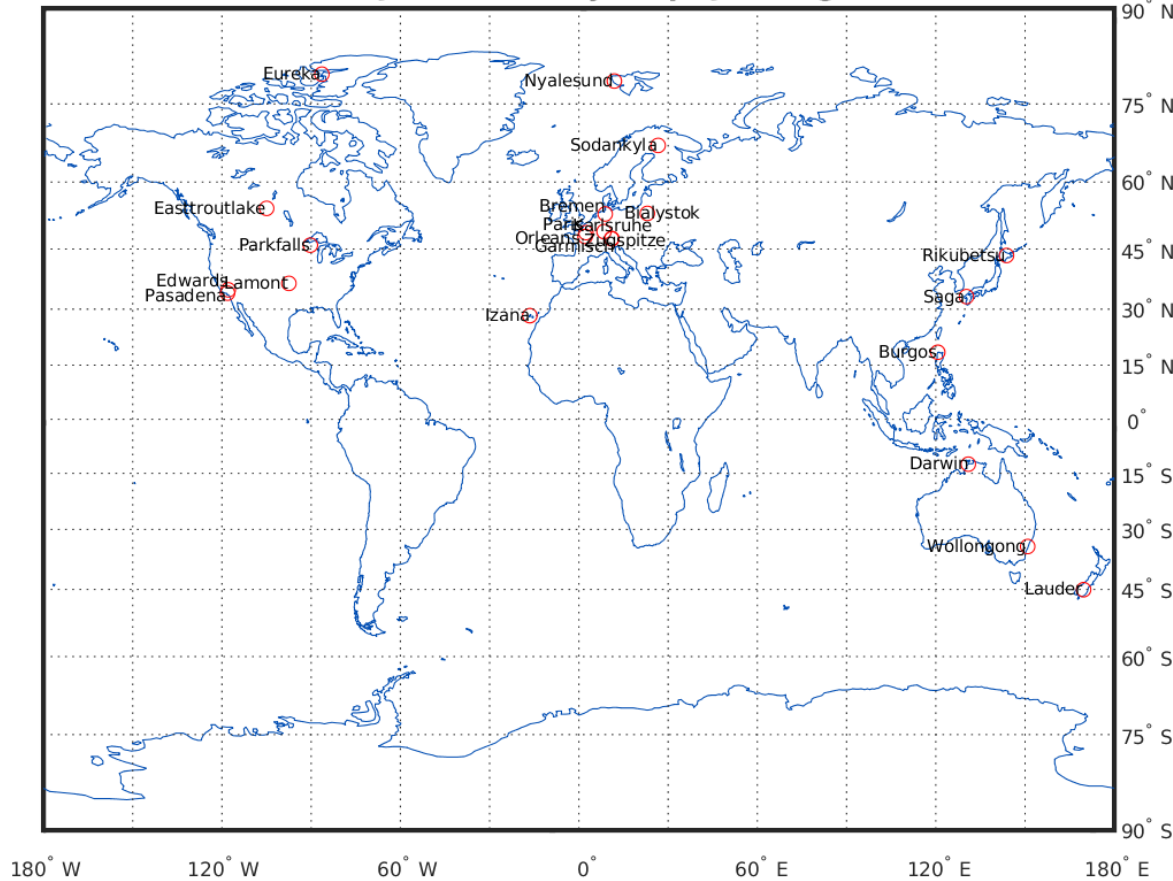 90° N
Eureka
Nyalesund
75° N
Sodankyla
60° N
Easttroutlake
Bremen
Bialystok
Paris
Karlsruhe
Parkfalls
Orleans
Zugspitze
Garmisch
45° N
Rikubetsu
Edwards
Lamont
Pasadena
Saga
30° N
Izana
Burgos
15° N
0°
Darwin
15° S
30° S
Wollongong
Lauder
45° S
60° S
75° S
90° S
180° W 120° W 60° W 0° 60° E 120° E 180° E